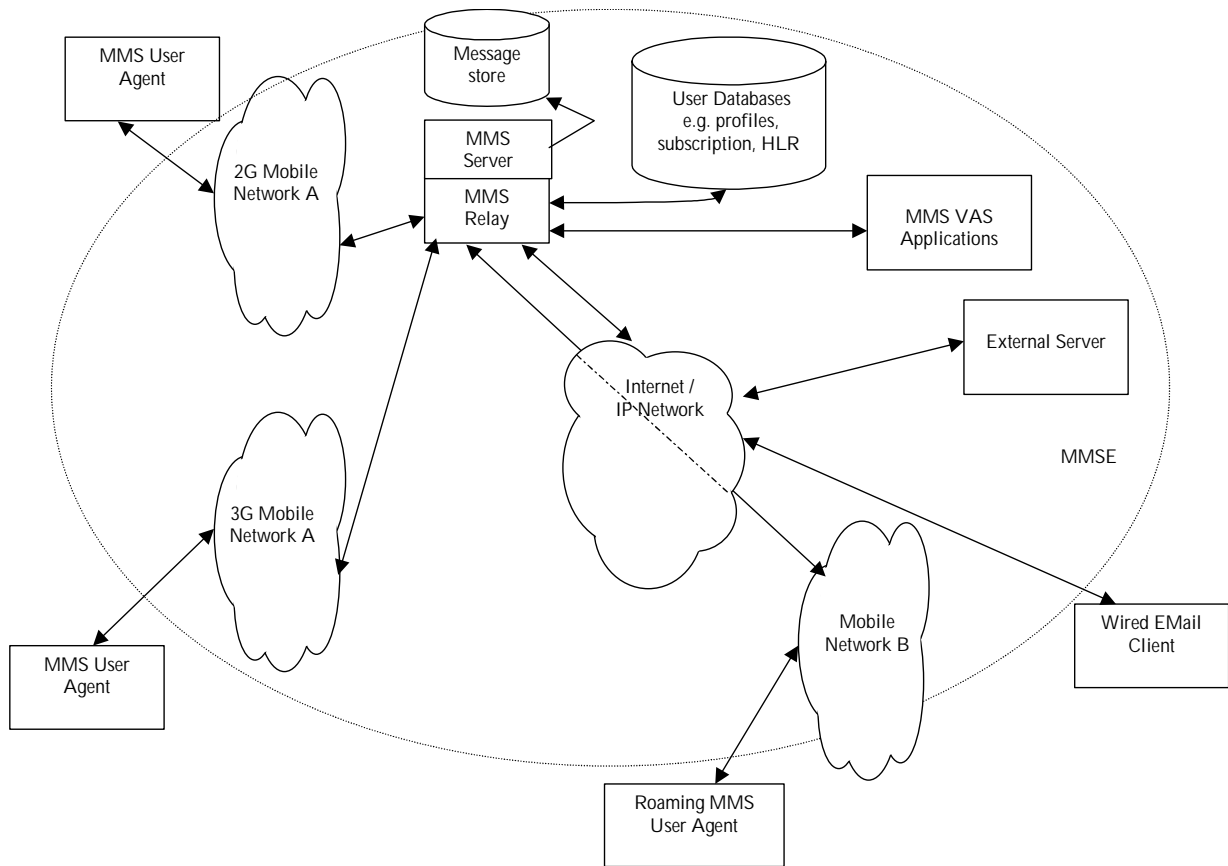 MMS User
Agent
Message
store
User Databases
e.g. profiles,
subscription, HLR
MMS
Server
2G Mobile
Network A
MMS
Relay
MMS VAS
Applications
External Server
Internet /
IP Network
MMSE
3G Mobile
Network A
Mobile
Network B
Wired EMail
Client
MMS User
Agent
Roaming MMS
User Agent